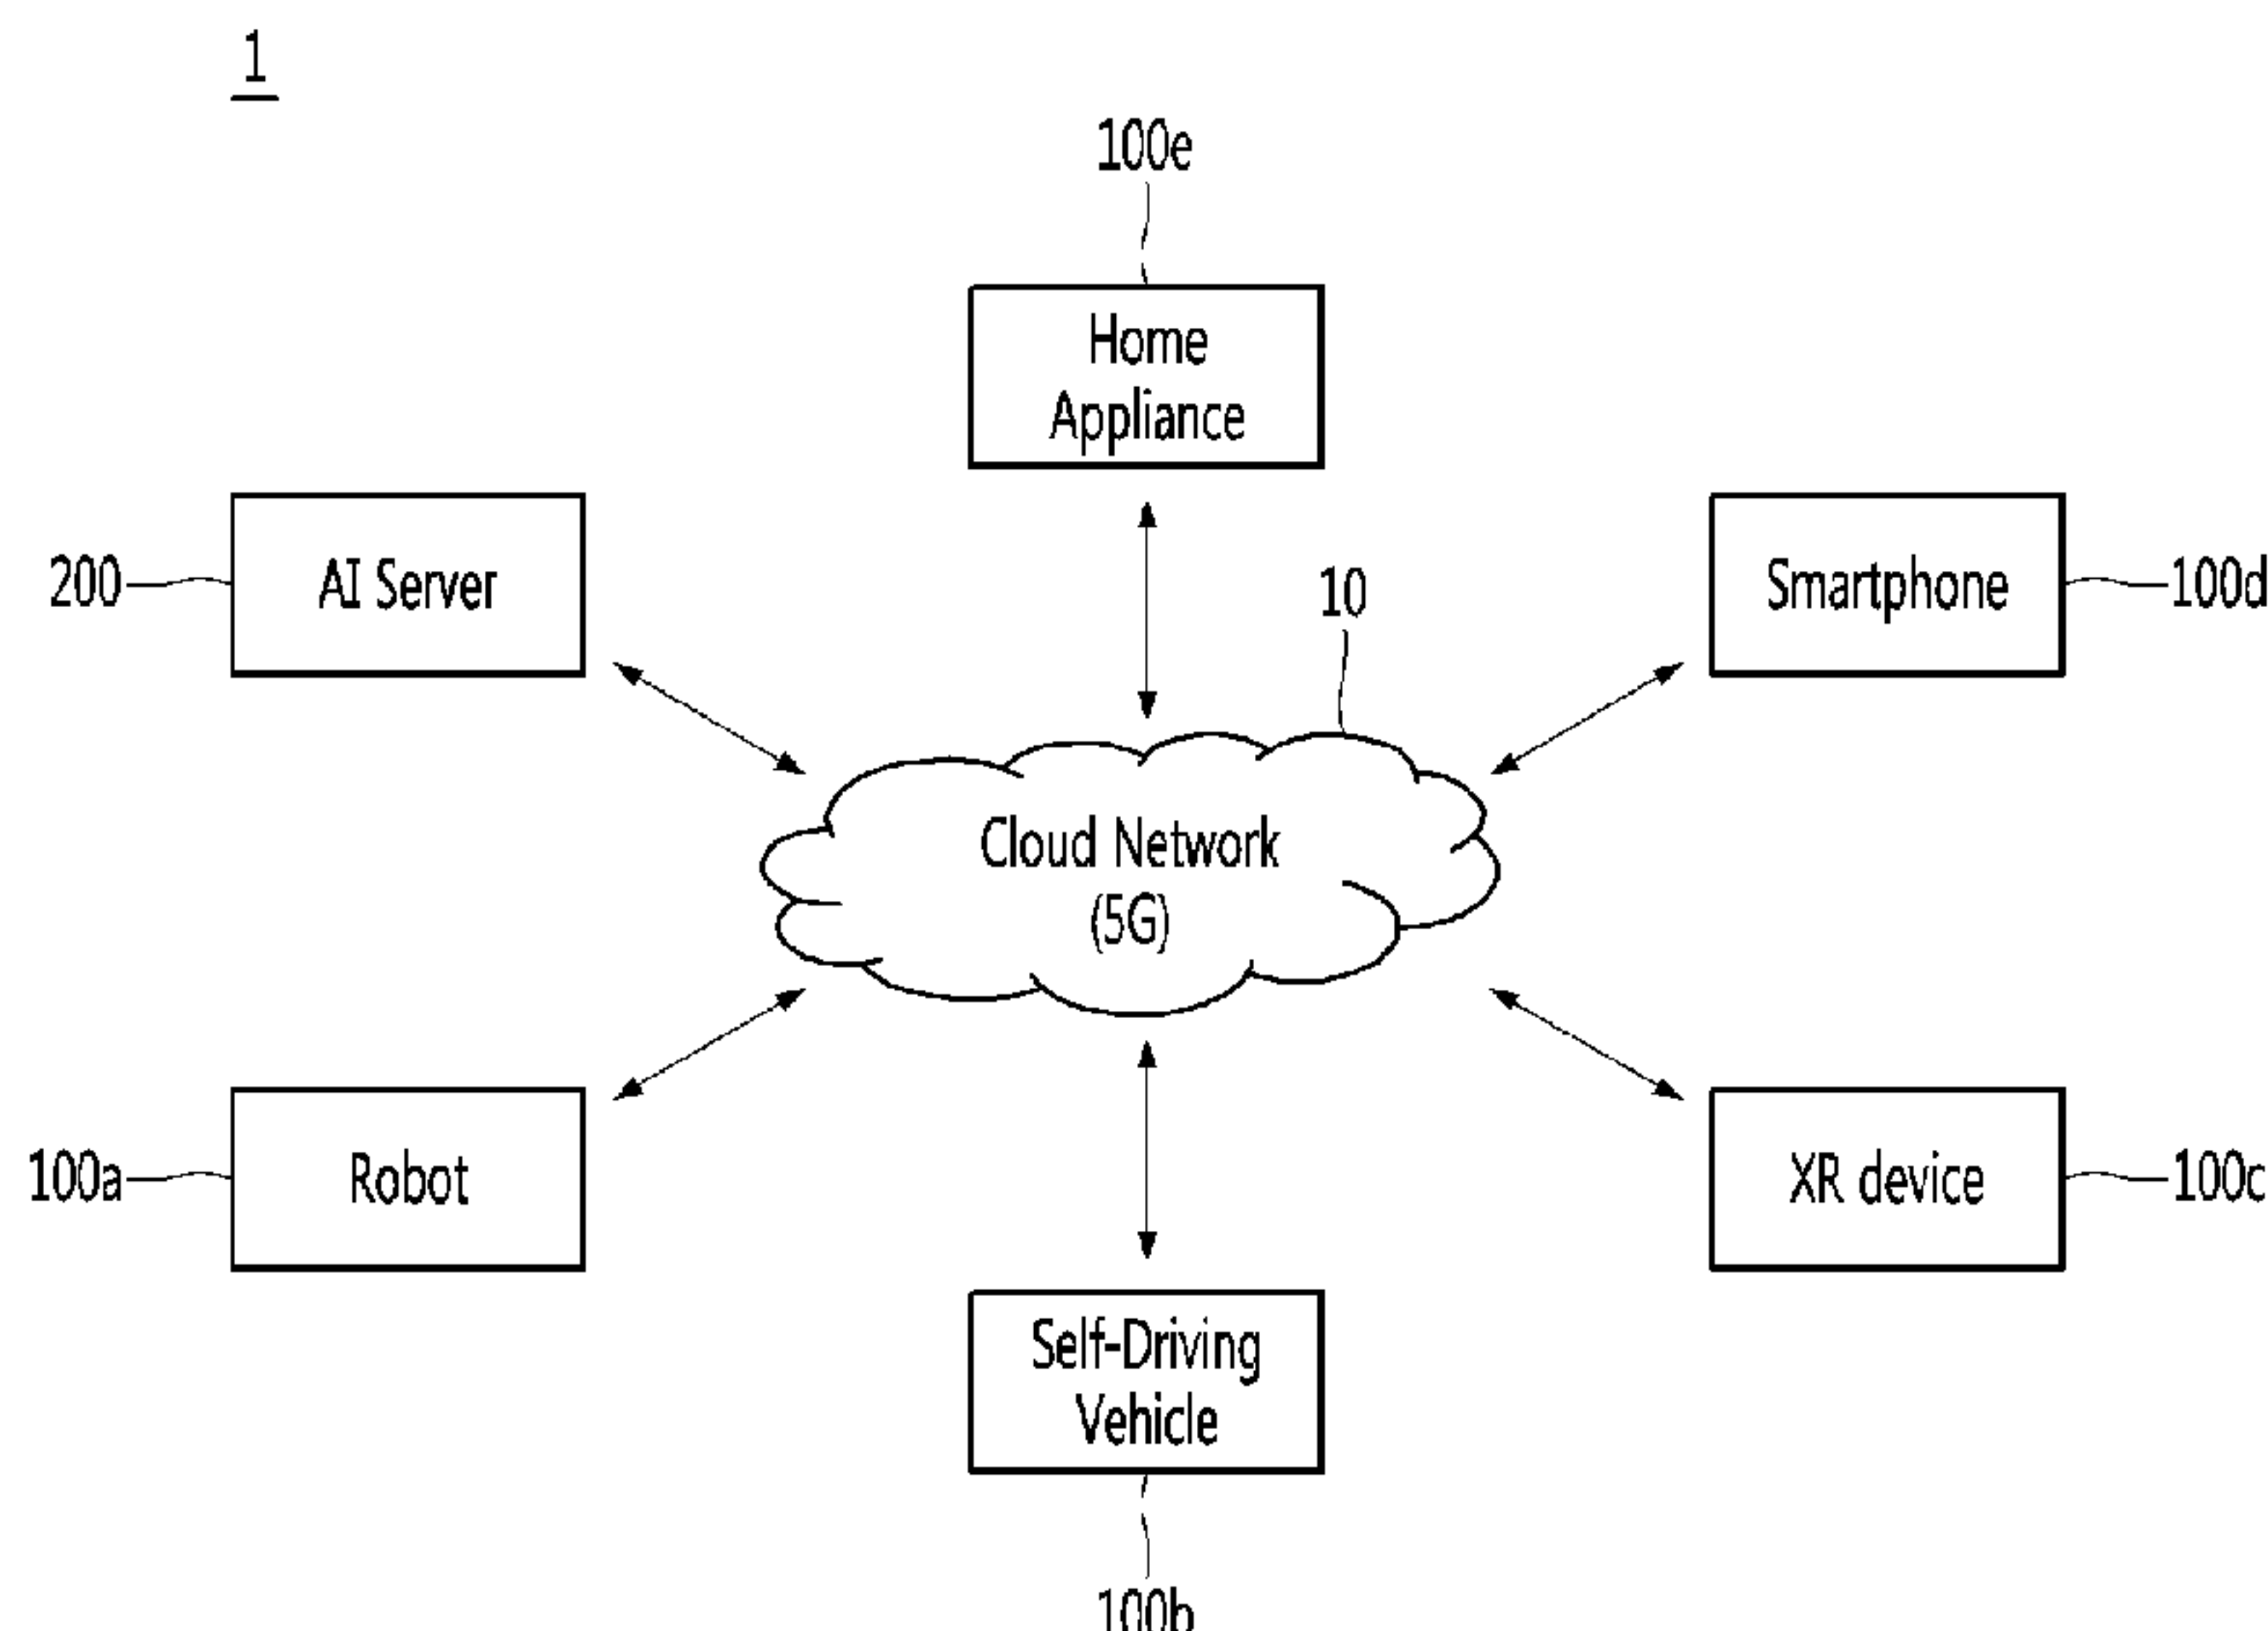 1
100e
Home
Appliance
200
AI Server
10
Smartphone
100d
Cloud Network
(5G)
100a
Robot
XR device
100c
Self-Driving
Vehicle
100b